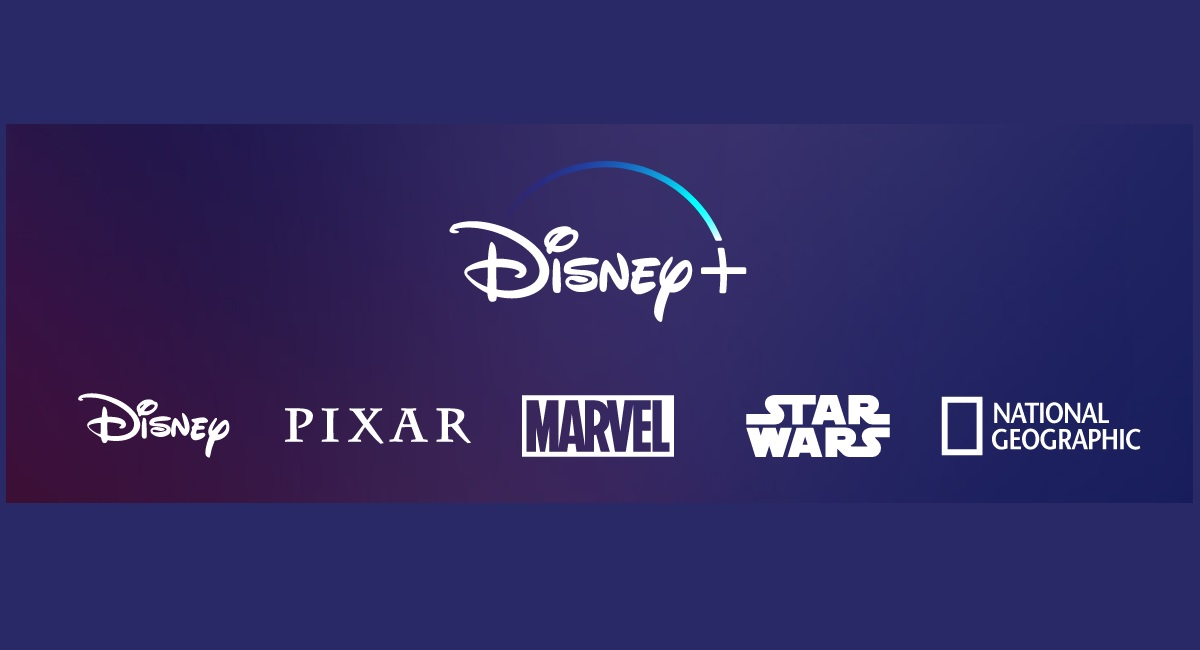 Disney+
Disney
PIXAR
MARVEL
STAR
WARS
NATIONAL
GEOGRAPHIC